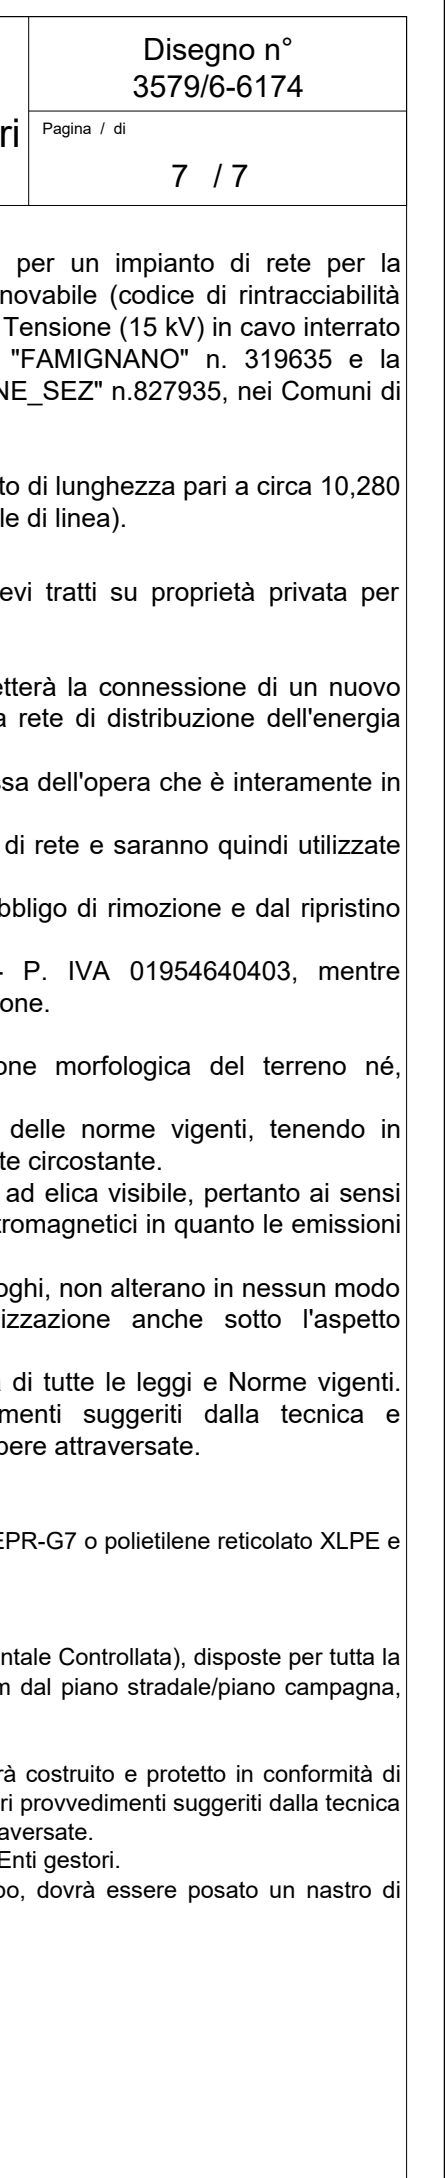 Disegno n°
3579/6-6174
ri
Pagina / di
7 / 7
per un impianto di rete per la
novabile (codice di rintracciabilità
Tensione (15 kV) in cavo interrato
"FAMIGNANO" n. 319635 e la
NE_SEZ" n.827935, nei Comuni di
to di lunghezza pari a circa 10,280
le di linea).
evi tratti su proprietà privata per
etterà la connessione di un nuovo
a rete di distribuzione dell'energia
ssa dell'opera che è interamente in
di rete e saranno quindi utilizzate
bbligo di rimozione e dal ripristino
- P. IVA 01954640403, mentre
one.
one morfologica del terreno né,
delle norme vigenti, tenendo in
te circostante.
ad elica visibile, pertanto ai sensi
tromagnetici in quanto le emissioni
oghi, non alterano in nessun modo
izzazione anche sotto l'aspetto
a di tutte le leggi e Norme vigenti.
menti suggeriti dalla tecnica e
pere attraversate.
EPR-G7 o polietilene reticolato XLPE e
ntale Controllata), disposte per tutta la
m dal piano stradale/piano campagna,
rà costruito e protetto in conformità di
ri provvedimenti suggeriti dalla tecnica
aversate.
Enti gestori.
bo, dovrà essere posato un nastro di